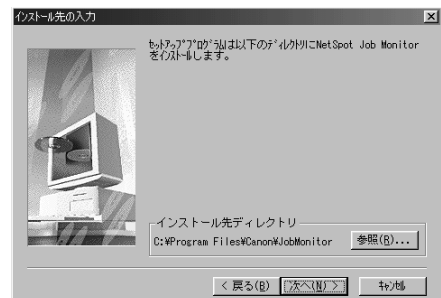 インストール先の入力
ｾｯﾄｱｯﾌﾟﾌﾟﾛｸﾞﾗﾑは以下のﾃﾞｨﾚｸﾄﾘにNetSpot Job Monitor
をｲﾝｽﾄｰﾙします。
インストール先ディレクトリ
C:¥Program Files¥Canon¥JobMonitor
参照(R)...
< 戻る(B)
次へ(N) >
ｷｬﾝｾﾙ